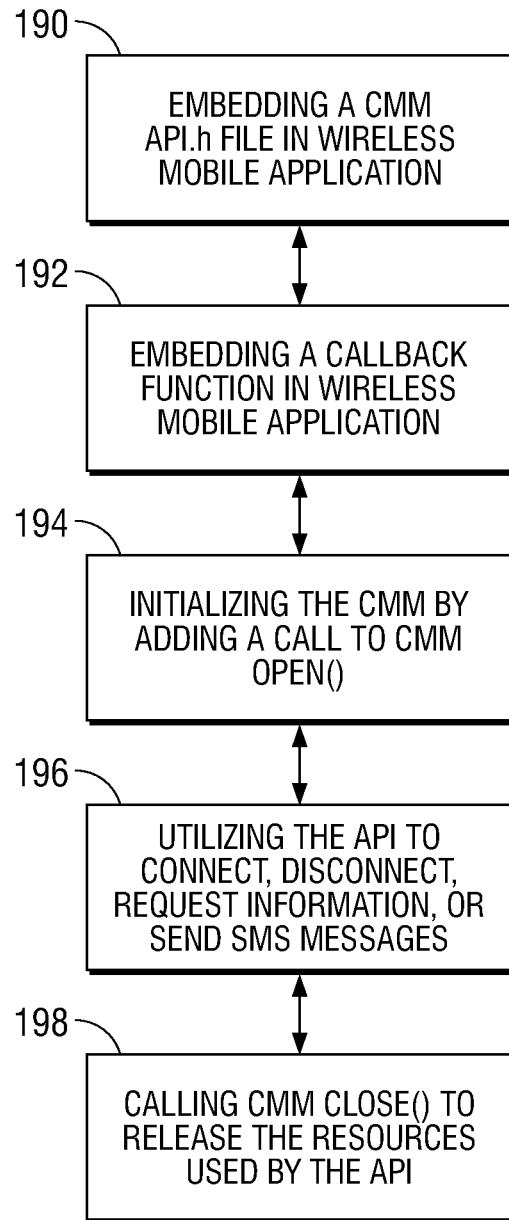 190
EMBEDDING A CMM
API.h FILE IN WIRELESS
MOBILE APPLICATION
192
EMBEDDING A CALLBACK
FUNCTION IN WIRELESS
MOBILE APPLICATION
194
INITIALIZING THE CMM BY
ADDING A CALL TO CMM
OPEN()
196
UTILIZING THE API TO
CONNECT, DISCONNECT,
REQUEST INFORMATION, OR
SEND SMS MESSAGES
198
CALLING CMM CLOSE() TO
RELEASE THE RESOURCES
USED BY THE API